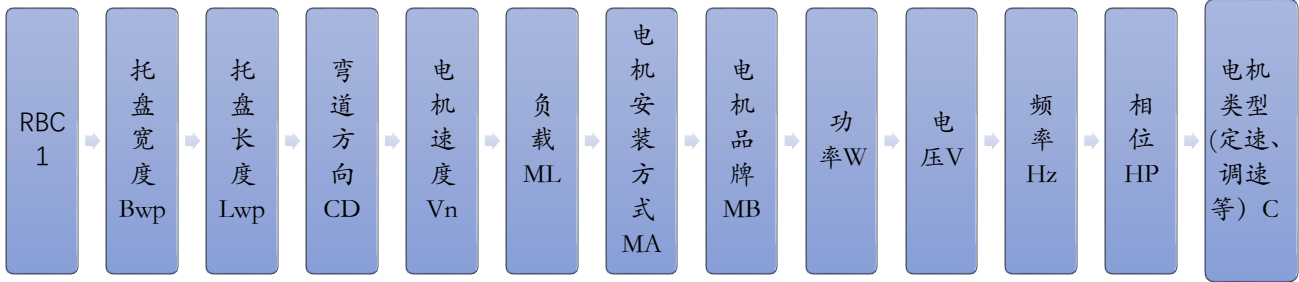 RBC
1
托
盘
宽
度
Bwp
托
盘
长
度
Lwp
弯
道
方
向
CD
电
机
速
度
Vn
负
载
ML
电
机
安
装
方
式
MA
电
机
品
牌
MB
功
率W
电
压V
频
率
Hz
相
位
HP
电机
类型
(定速、
调速
等）C